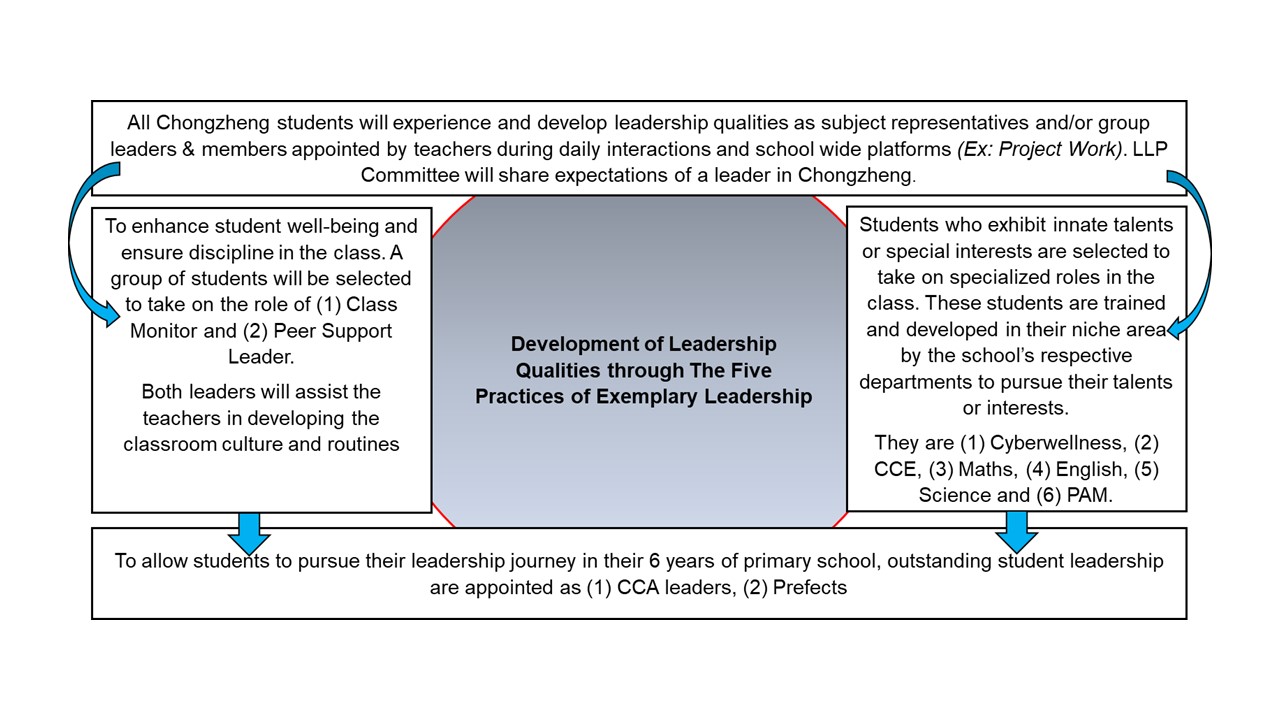 All Chongzheng students will experience and develop leadership qualities as subject representatives and/or group
leaders & members appointed by teachers during daily interactions and school wide platforms (Ex: Project Work). LLP
Committee will share expectations of a leader in Chongzheng.
To enhance student well-being and
ensure discipline in the class. A
group of students will be selected
to take on the role of (1) Class
Monitor and (2) Peer Support
Leader.
Both leaders will assist the
teachers in developing the
classroom culture and routines
Development of Leadership
Qualities through The Five
Practices of Exemplary Leadership
Students who exhibit innate talents
or special interests are selected to
take on specialized roles in the
class. These students are trained
and developed in their niche area
by the school's respective
departments to pursue their talents
or interests.
They are (1) Cyberwellness, (2)
CCE, (3) Maths, (4) English, (5)
Science and (6) PAM.
To allow students to pursue their leadership journey in their 6 years of primary school, outstanding student leadership
are appointed as (1) CCA leaders, (2) Prefects